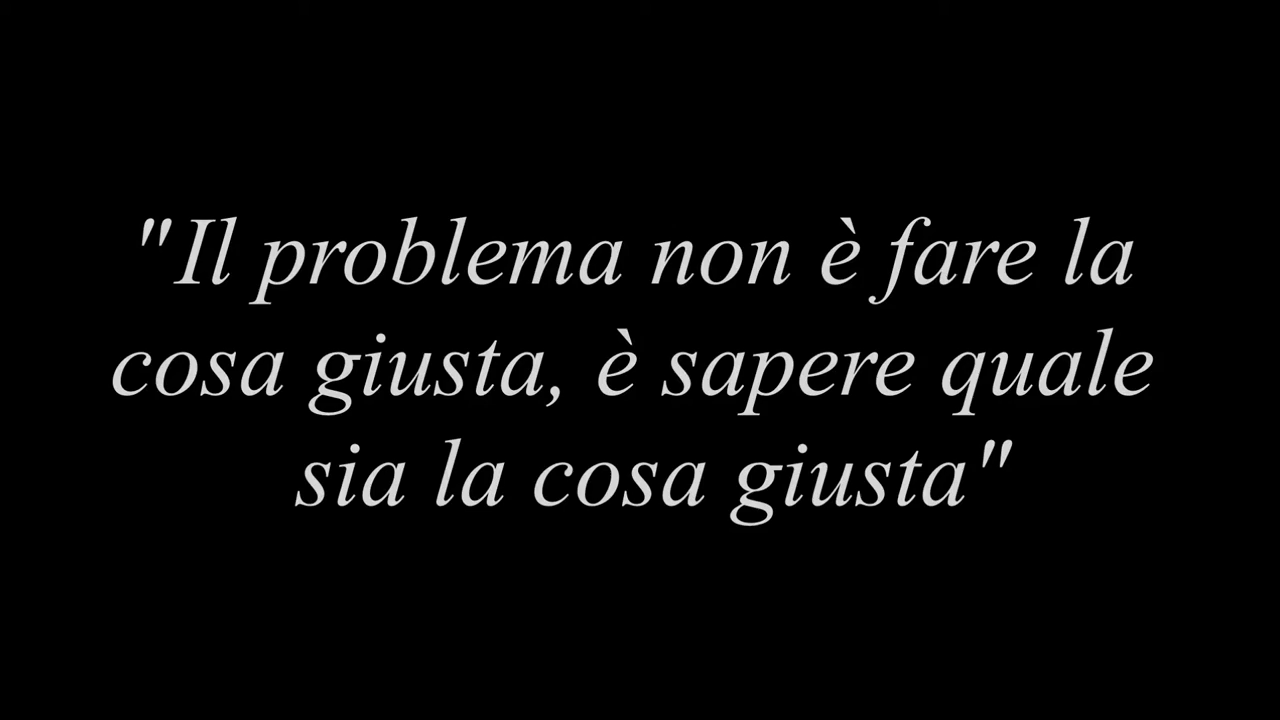 "Il problema non è fare la
cosa giusta, è sapere quale
sia la cosa giusta"